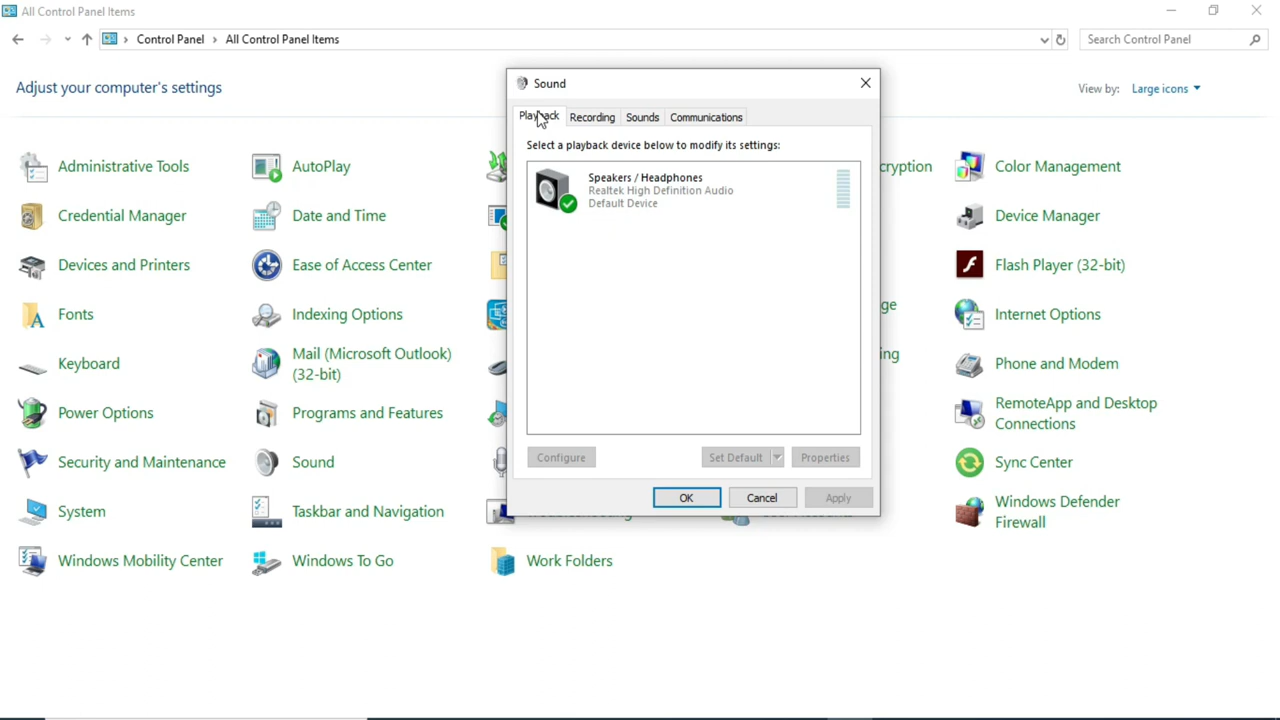 All Control Panel Items
Control Panel › All Control Panel Items
Search Control Panel
Adjust your computer's settings
View by: Large icons
Sound
Playback Recording Sounds Communications
Select a playback device below to modify its settings:
Speakers / Headphones
Realtek High Definition Audio
Default Device
Configure Set Default Properties
OK Cancel Apply
Administrative Tools
AutoPlay
cryption
Color Management
Credential Manager
Date and Time
Device Manager
Devices and Printers
Ease of Access Center
Flash Player (32-bit)
Fonts
Indexing Options
ge
Internet Options
Keyboard
Mail (Microsoft Outlook)
(32-bit)
ing
Phone and Modem
Power Options
Programs and Features
RemoteApp and Desktop
Connections
Security and Maintenance
Sound
Sync Center
System
Taskbar and Navigation
Windows Defender
Firewall
Windows Mobility Center
Windows To Go
Work Folders